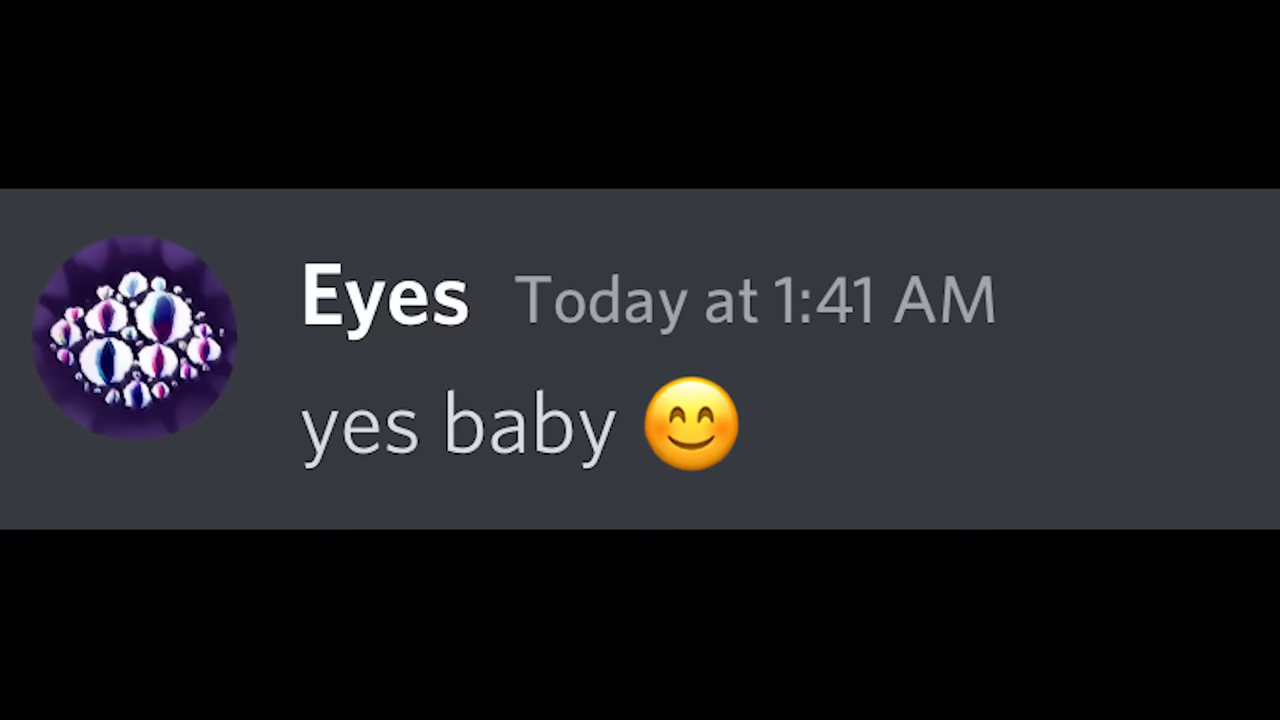 Eyes Today at 1:41 AM
yes baby 😊